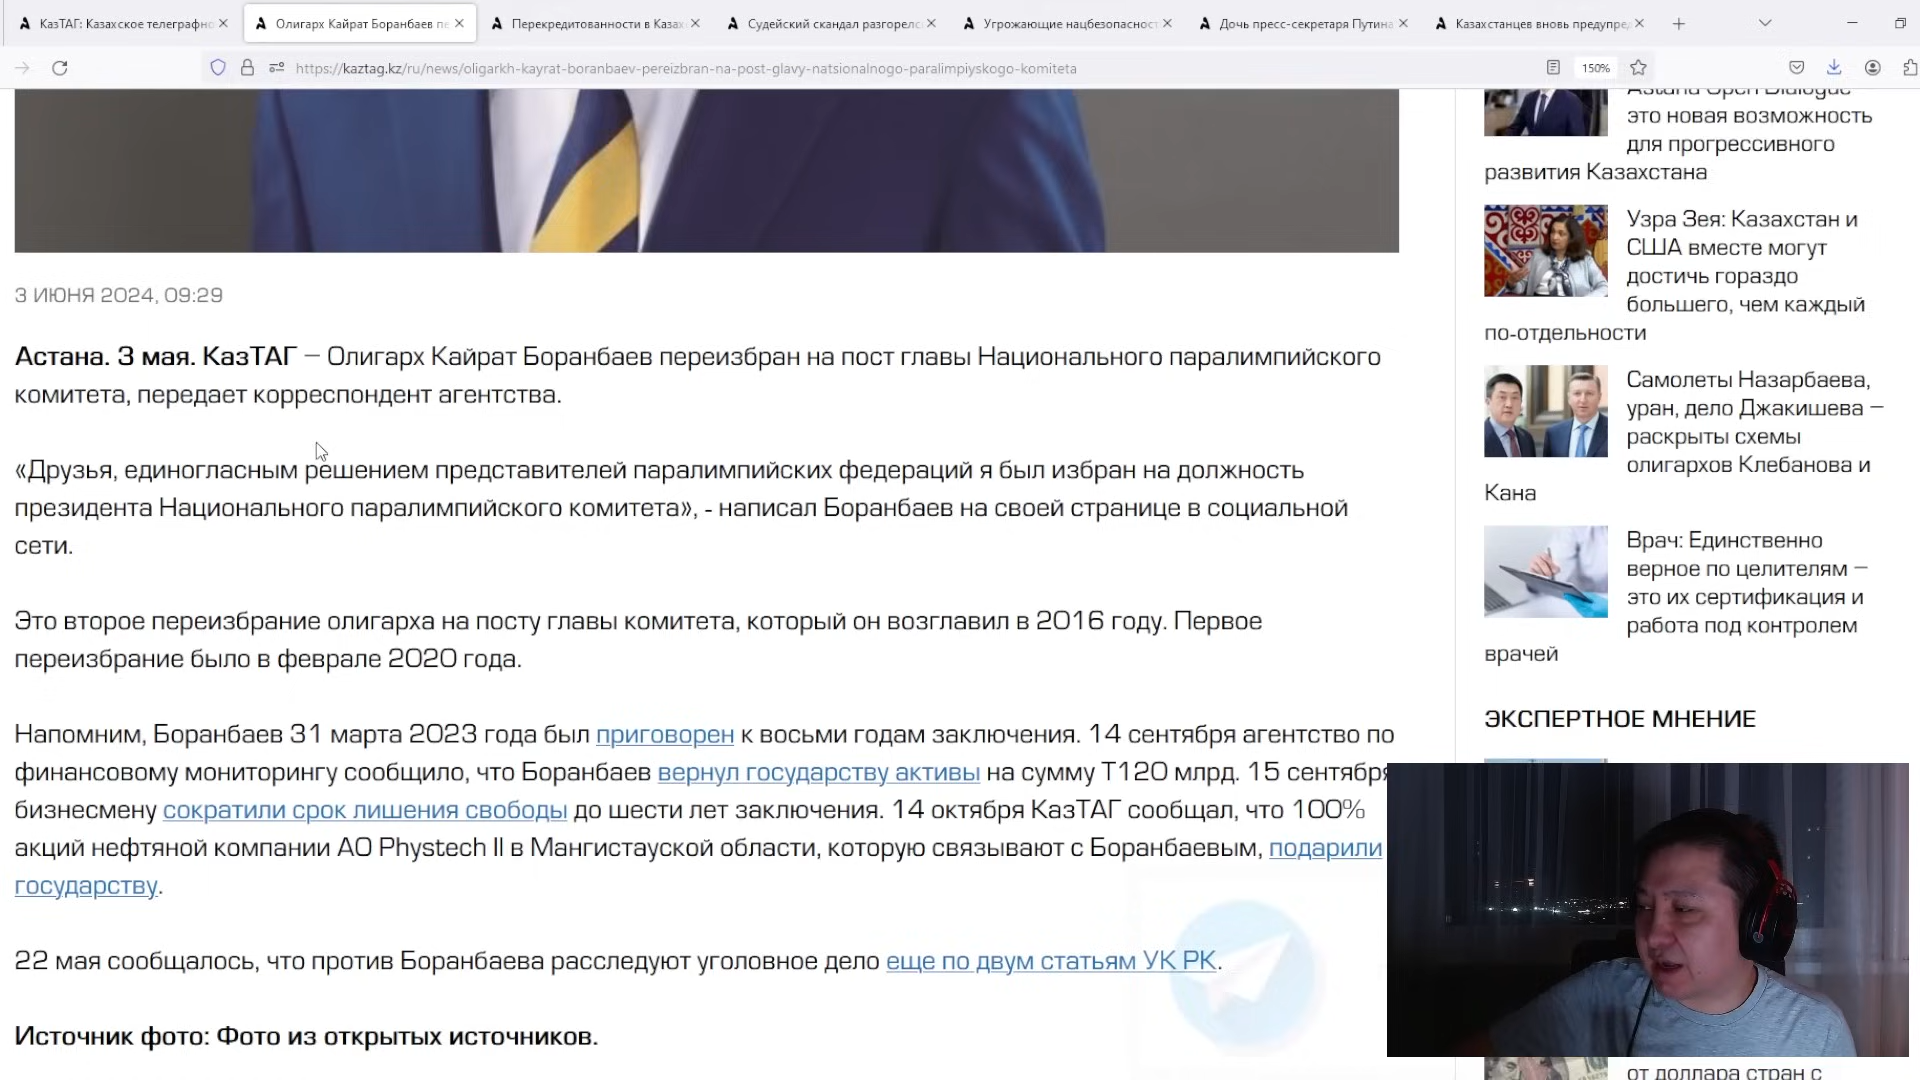 КазТАГ: Казахское телеграфно
Олигарх Кайрат Боранбаев пе
Перекредитованности в Казах
Судейский скандал разгорелс
Угрожающие нацбезопасност
Дочь пресс-секретаря Путина
Казахстанцев вновь предупре
https://kaztag.kz/ru/news/oligarkh-kayrat-boranbaev-pereizbran-na-post-glavy-natsionalnogo-paralimpiyskogo-komiteta
150%
3 ИЮНЯ 2024, 09:29
Астана. 3 мая. КазТАГ – Олигарх Кайрат Боранбаев переизбран на пост главы Национального паралимпийского
комитета, передает корреспондент агентства.
«Друзья, единогласным решением представителей паралимпийских федераций я был избран на должность
президента Национального паралимпийского комитета», - написал Боранбаев на своей странице в социальной
сети.
Это второе переизбрание олигарха на посту главы комитета, который он возглавил в 2016 году. Первое
переизбрание было в феврале 2020 года.
Напомним, Боранбаев 31 марта 2023 года был приговорен к восьми годам заключения. 14 сентября агентство по
финансовому мониторингу сообщило, что Боранбаев вернул государству активы на сумму Т120 млрд. 15 сентября
бизнесмену сократили срок лишения свободы до шести лет заключения. 14 октября КазТАГ сообщал, что 100%
акций нефтяной компании АО Phystech II в Мангистауской области, которую связывают с Боранбаевым, подарили
государству.
22 мая сообщалось, что против Боранбаева расследуют уголовное дело еще по двум статьям УК РК.
Источник фото: Фото из открытых источников.
Astana Open Dialogue
это новая возможность
для прогрессивного
развития Казахстана
Узра Зея: Казахстан и
США вместе могут
достичь гораздо
большего, чем каждый
по-отдельности
Самолеты Назарбаева,
уран, дело Джакишева –
раскрыты схемы
олигархов Клебанова и
Кана
Врач: Единственно
верное по целителям –
это их сертификация и
работа под контролем
врачей
ЭКСПЕРТНОЕ МНЕНИЕ
от доллара стран с